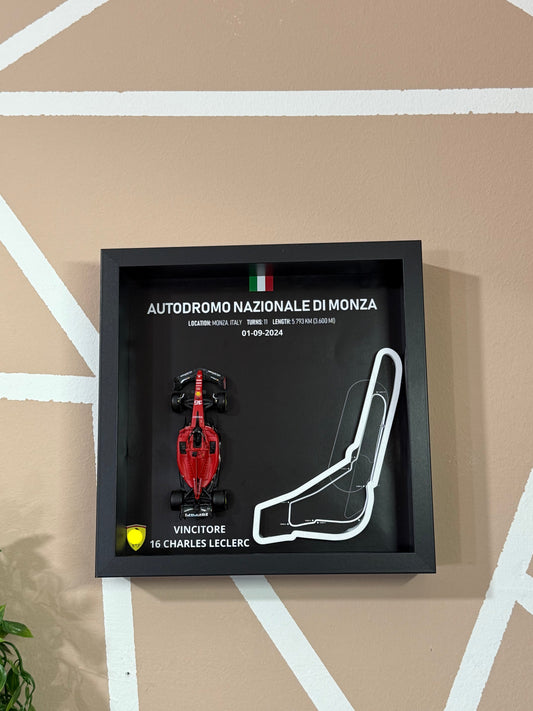 AUTODROMO NAZIONALE DI MONZA
LOCATION: MONZA, ITALY TURNS: 11 LENGTH: 5.793 KM (3.600 MI)
01-09-2024
VINCITORE
16 CHARLES LECLERC